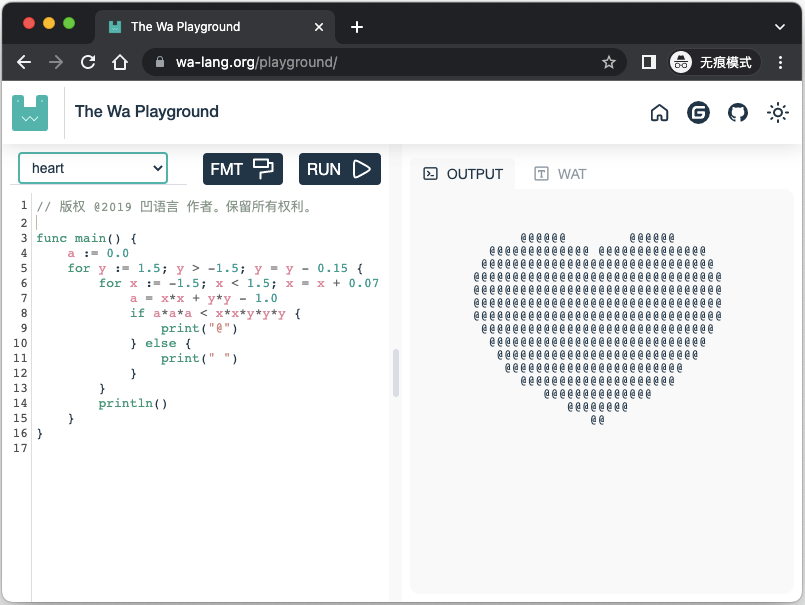 The Wa Playground
wa-lang.org/playground/
无痕模式
The Wa Playground
heart
FMT
RUN
OUTPUT
WAT
1 // 版权 @2019 凹语言 作者。保留所有权利。
2
3 func main() {
4     a := 0.0
5     for y := 1.5; y > -1.5; y = y - 0.15 {
6         for x := -1.5; x < 1.5; x = x + 0.07
7             a = x*x + y*y - 1.0
8             if a*a*a < x*x*y*y*y {
9                 print("@")
10             } else {
11                 print(" ")
12             }
13         }
14         println()
15     }
16 }
17
      @@@@@@        @@@@@@
  @@@@@@@@@@@@@ @@@@@@@@@@@@@@
 @@@@@@@@@@@@@@@@@@@@@@@@@@@@@@
@@@@@@@@@@@@@@@@@@@@@@@@@@@@@@@@
@@@@@@@@@@@@@@@@@@@@@@@@@@@@@@@@
@@@@@@@@@@@@@@@@@@@@@@@@@@@@@@@@
@@@@@@@@@@@@@@@@@@@@@@@@@@@@@@@@
 @@@@@@@@@@@@@@@@@@@@@@@@@@@@@@
  @@@@@@@@@@@@@@@@@@@@@@@@@@@@
   @@@@@@@@@@@@@@@@@@@@@@@@@@
    @@@@@@@@@@@@@@@@@@@@@@@
      @@@@@@@@@@@@@@@@@@@@
         @@@@@@@@@@@@@@
            @@@@@@@@
               @@